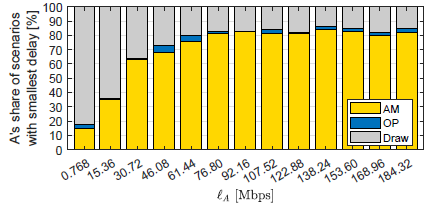 A's share of scenarios
with smallest delay [%]
100
90
80
70
60
50
40
30
20
10
0
AM
OP
Draw
0.768 15.36 30.72 46.08 61.44 76.80 92.16 107.52 122.88 138.24 153.60 168.96 184.32
ℓA [Mbps]